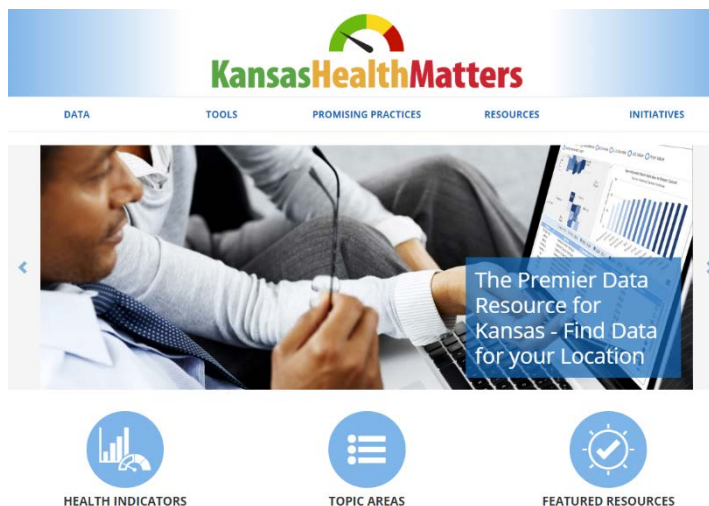 KansasHealthMatters
DATA TOOLS PROMISING PRACTICES RESOURCES INITIATIVES
The Premier Data
Resource for
Kansas - Find Data
for your Location
HEALTH INDICATORS TOPIC AREAS FEATURED RESOURCES